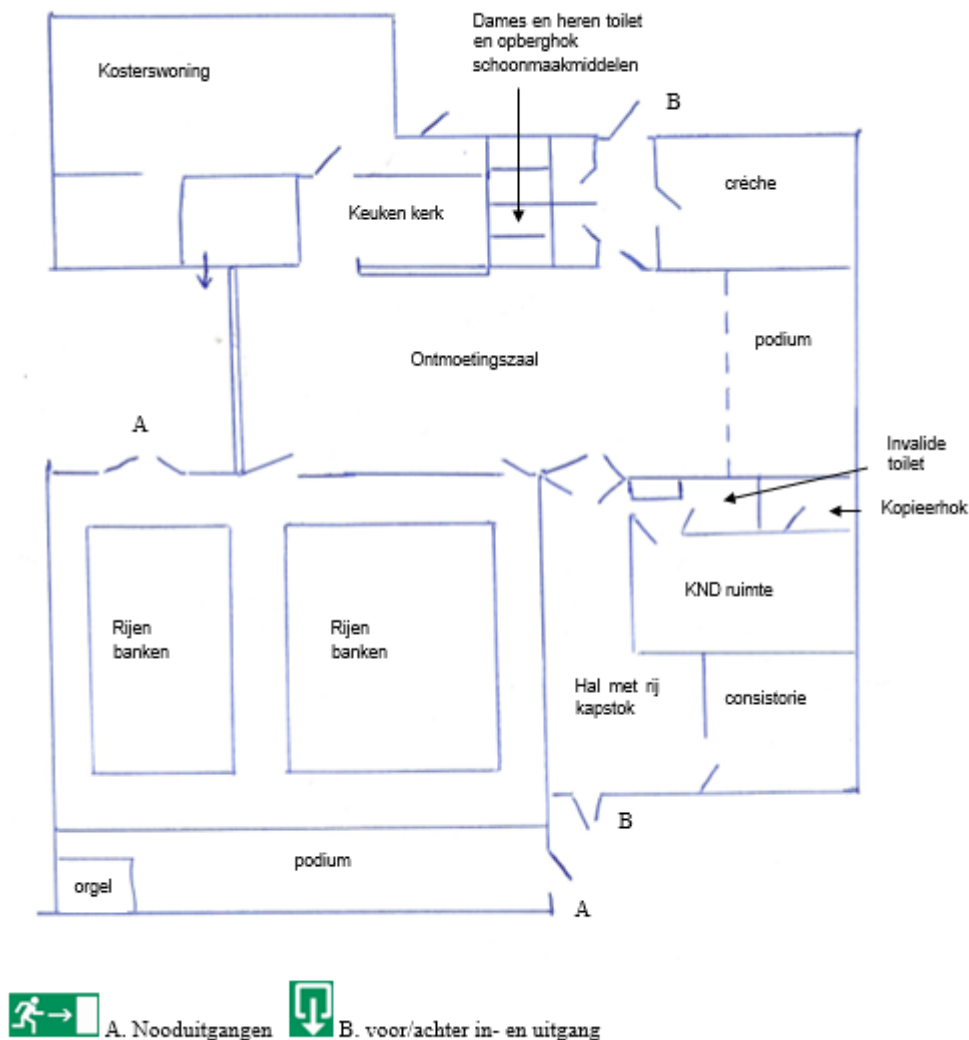 Dames en heren toilet
en opberghok
schoonmaakmiddelen
Kosterswoning
B
créche
Keuken kerk
podium
Ontmoetingszaal
A
Invalide
toilet
Kopieerhok
KND ruimte
Rijen
banken
Rijen
banken
Hal met rij
kapstok
consistorie
B
podium
orgel
A
A. Nooduitgangen
B. voor/achter in- en uitgang